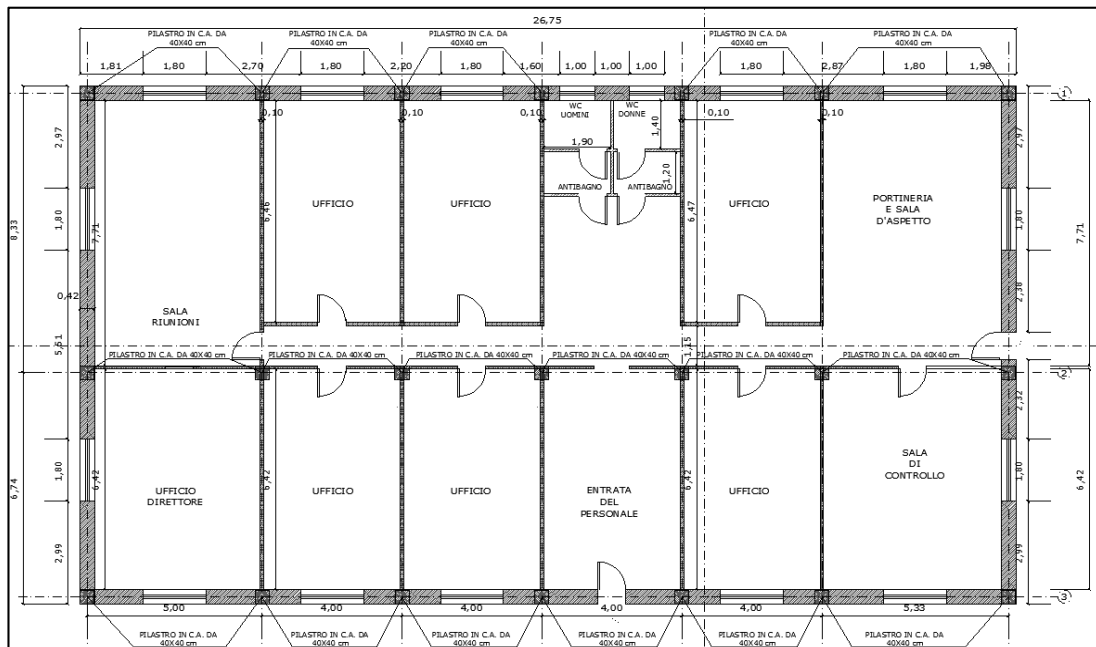 26,75
PILASTRO IN C.A. DA
40X40 cm
PILASTRO IN C.A. DA
40X40 cm
PILASTRO IN C.A. DA
40X40 cm
PILASTRO IN C.A. DA
40X40 cm
PILASTRO IN C.A. DA
40X40 cm
1,81 1,80 2,70 1,80 2,20 1,80 1,60 1,00 1,00 1,00 1,80 2,87 1,80 1,98
1
0,10 0,10 0,10 0,10 0,10
WC
UOMINI
WC
DONNE
1,40
1,90
1,20
ANTIBAGNO ANTIBAGNO
2,97
2,97
8,33
1,80
7,71
6,46
UFFICIO
UFFICIO
6,47
UFFICIO
PORTINERIA
E SALA
D'ASPETTO
1,80
7,71
2,38
0,42
SALA
RIUNIONI
5,61
1,15
PILASTRO IN C.A. DA 40X40 cm
PILASTRO IN C.A. DA 40X40 cm
PILASTRO IN C.A. DA 40X40 cm
PILASTRO IN C.A. DA 40X40 cm
PILASTRO IN C.A. DA 40X40 cm
PILASTRO IN C.A. DA 40X40 cm
2
2,32
6,74
1,80
6,42
UFFICIO
DIRETTORE
6,42
UFFICIO
UFFICIO
ENTRATA
DEL
PERSONALE
6,42
UFFICIO
SALA
DI
CONTROLLO
1,80
6,42
2,99
2,99
3
5,00 4,00 4,00 4,00 4,00 5,33
PILASTRO IN C.A. DA
40X40 cm
PILASTRO IN C.A. DA
40X40 cm
PILASTRO IN C.A. DA
40X40 cm
PILASTRO IN C.A. DA
40X40 cm
PILASTRO IN C.A. DA
40X40 cm
PILASTRO IN C.A. DA
40X40 cm